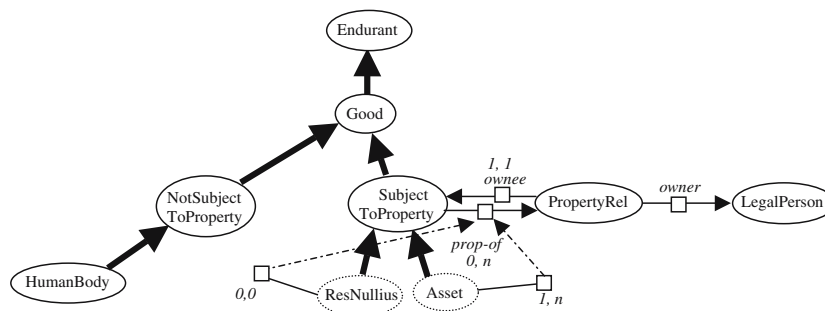 Endurant
Good
NotSubject
ToProperty
Subject
ToProperty
1, 1
ownee
PropertyRel
owner
LegalPerson
prop-of
0, n
HumanBody
0,0
ResNullius
Asset
1, n